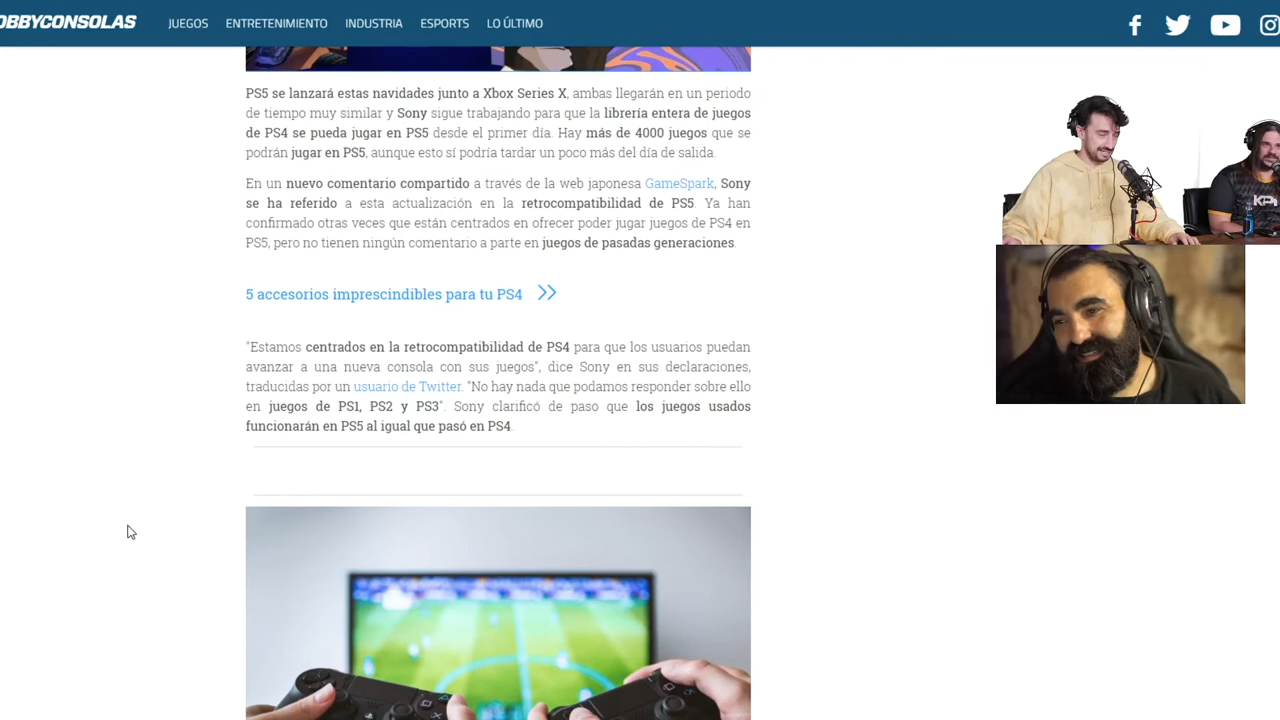 OBBYCONSOLAS JUEGOS ENTRETENIMIENTO INDUSTRIA ESPORTS LO ÚLTIMO
PS5 se lanzará estas navidades junto a Xbox Series X, ambas llegarán en un periodo
de tiempo muy similar y Sony sigue trabajando para que la librería entera de juegos
de PS4 se pueda jugar en PS5 desde el primer día. Hay más de 4000 juegos que se
podrán jugar en PS5, aunque esto sí podría tardar un poco más del día de salida.
En un nuevo comentario compartido a través de la web japonesa GameSpark, Sony
se ha referido a esta actualización en la retrocompatibilidad de PS5. Ya han
confirmado otras veces que están centrados en ofrecer poder jugar juegos de PS4 en
PS5, pero no tienen ningún comentario a parte en juegos de pasadas generaciones.
5 accesorios imprescindibles para tu PS4
"Estamos centrados en la retrocompatibilidad de PS4 para que los usuarios puedan
avanzar a una nueva consola con sus juegos", dice Sony en sus declaraciones,
traducidas por un usuario de Twitter. "No hay nada que podamos responder sobre ello
en juegos de PS1, PS2 y PS3". Sony clarificó de paso que los juegos usados
funcionarán en PS5 al igual que pasó en PS4.
KPI